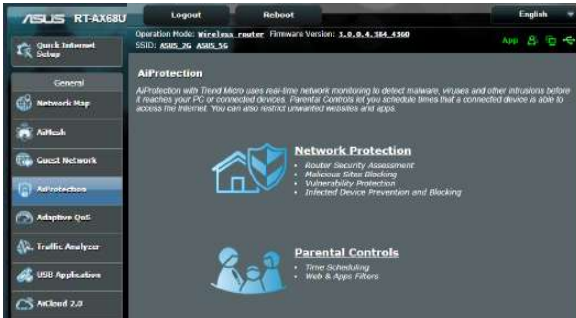 ASUS RT-AX68U Logout Reboot English
Operation Mode: Wireless router Firmware Version: 3.0.0.4.384_4360
SSID: ASUS_2G ASUS_5G
App
Quick Internet
Setup
General
Network Map
AiMesh
Guest Network
AiProtection
Adaptive QoS
Traffic Analyzer
USB Application
AiCloud 2.0
AiProtection
AiProtection with Trend Micro uses real-time network monitoring to detect malware, viruses and other intrusions before
it reaches your PC or connected devices. Parental Controls let you schedule times that a connected device is able to
access the Internet. You can also restrict unwanted websites and apps.
Network Protection
• Router Security Assessment
• Malicious Sites Blocking
• Vulnerability Protection
• Infected Device Prevention and Blocking
Parental Controls
• Time Scheduling
• Web & Apps Filters